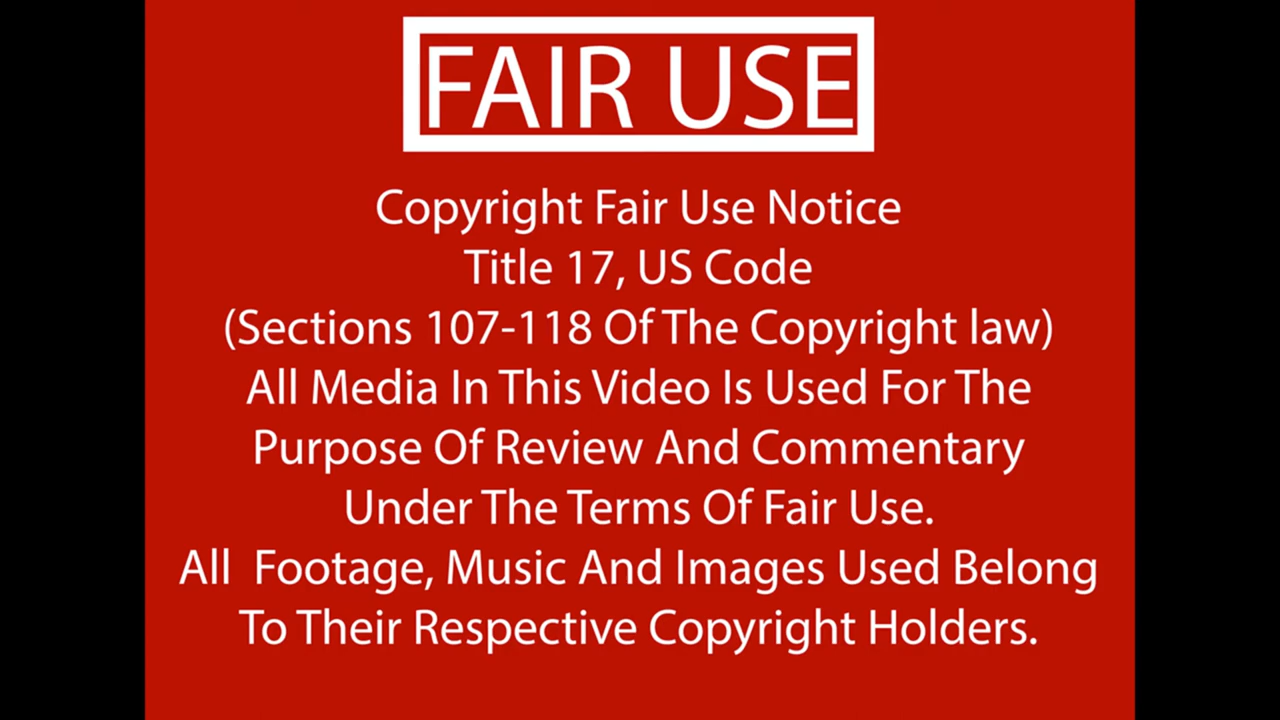 FAIR USE
Copyright Fair Use Notice
Title 17, US Code
(Sections 107-118 Of The Copyright law)
All Media In This Video Is Used For The
Purpose Of Review And Commentary
Under The Terms Of Fair Use.
All  Footage, Music And Images Used Belong
To Their Respective Copyright Holders.